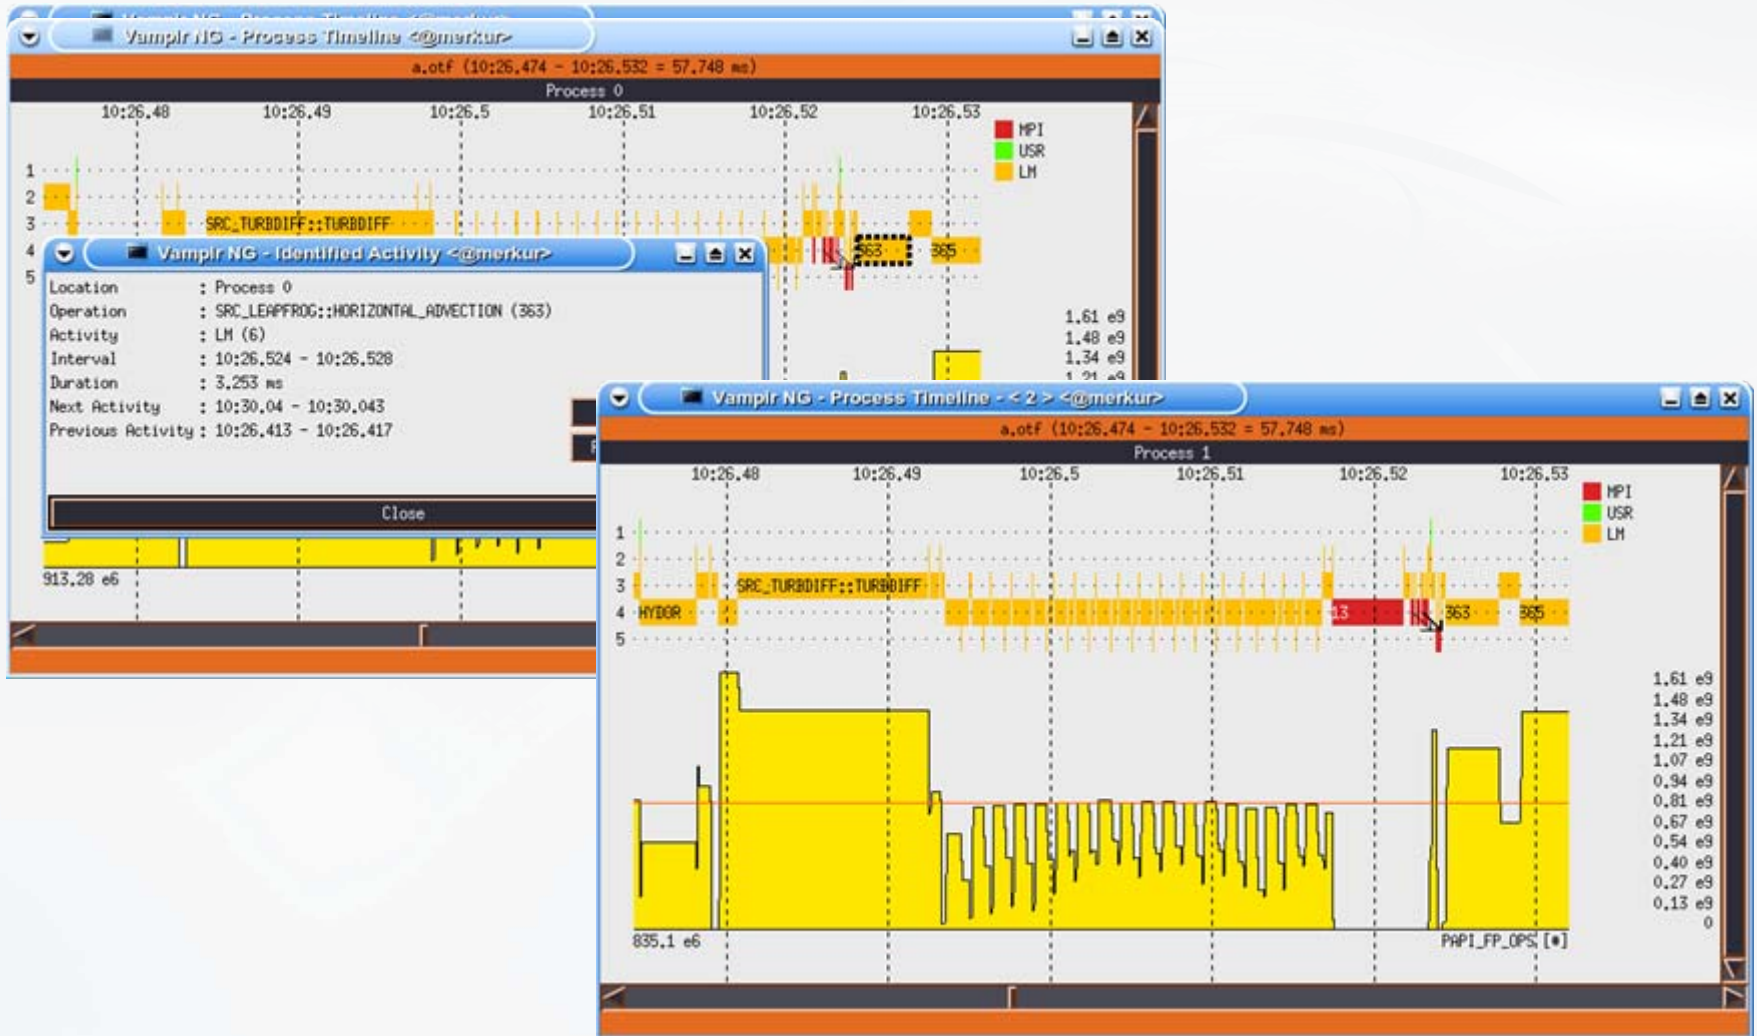 Vampir NG - Process Timeline <@merkur>
Vampir NG - Process Timeline <@merkur>
a.otf (10:26.474 - 10:26.532 = 57.748 ms)
Process 0
10:26.48 10:26.49 10:26.5 10:26.51 10:26.52 10:26.53
MPI
USR
LM
1
2
3 SRC_TURBDIFF::TURBDIFF
4 363 365
5
1.61 e9
1.48 e9
1.34 e9
1.21 e9
913.28 e6
Vampir NG - Identified Activity <@merkur>
Location : Process 0
Operation : SRC_LEAPFROG::HORIZONTAL_ADVECTION (363)
Activity : LM (6)
Interval : 10:26.524 - 10:26.528
Duration : 3.253 ms
Next Activity : 10:30.04 - 10:30.043
Previous Activity : 10:26.413 - 10:26.417
Close
Vampir NG - Process Timeline - < 2 > <@merkur>
a.otf (10:26.474 - 10:26.532 = 57.748 ms)
Process 1
10:26.48 10:26.49 10:26.5 10:26.51 10:26.52 10:26.53
MPI
USR
LM
1
2
3 SRC_TURBDIFF::TURBDIFF
4 HYDOR 13 363 365
5
1.61 e9
1.48 e9
1.34 e9
1.21 e9
1.07 e9
0.94 e9
0.81 e9
0.67 e9
0.54 e9
0.40 e9
0.27 e9
0.13 e9
0
835.1 e6 PAPI_FP_OPS [*]